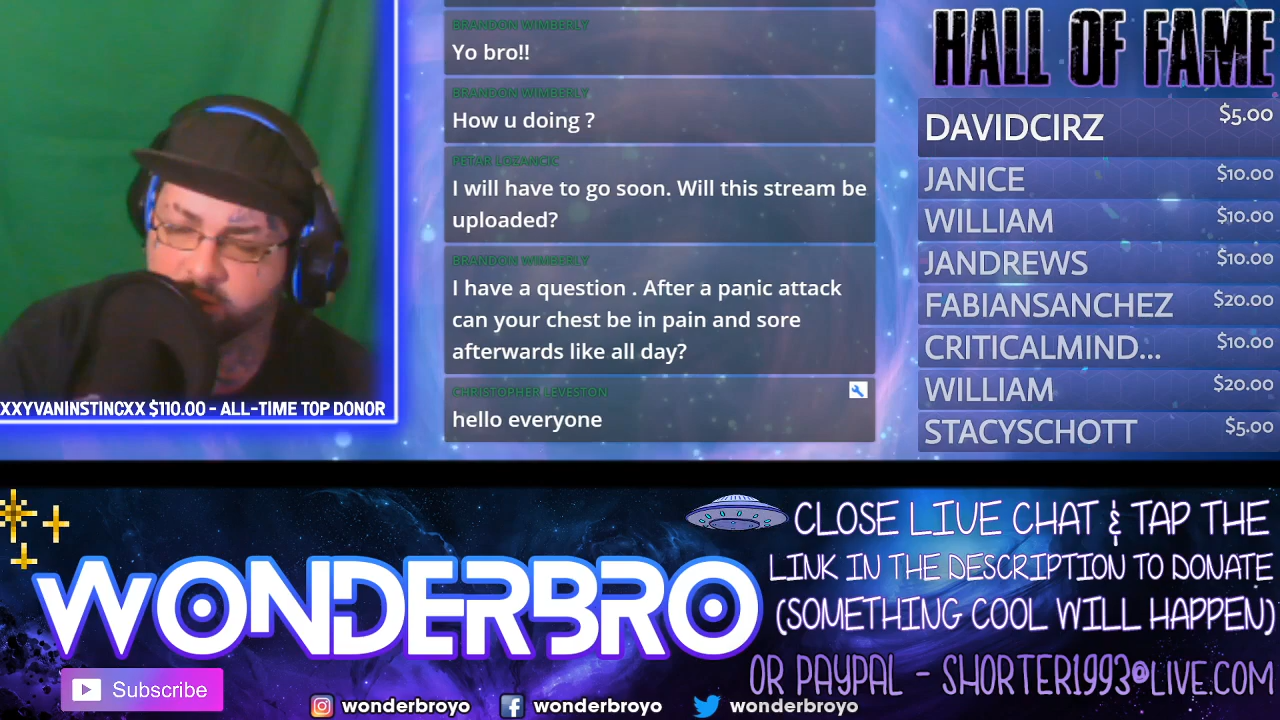 BRANDON WIMBERLY
Yo bro!!
BRANDON WIMBERLY
How u doing ?
PETAR LOZANCIC
I will have to go soon. Will this stream be
uploaded?
BRANDON WIMBERLY
I have a question . After a panic attack
can your chest be in pain and sore
afterwards like all day?
CHRISTOPHER LEVESTON
hello everyone
XXYVANINSTINCXX $110.00 - ALL-TIME TOP DONOR
HALL OF FAME
DAVIDCIRZ $5.00
JANICE $10.00
WILLIAM $10.00
JANDREWS $10.00
FABIANSANCHEZ $20.00
CRITICALMIND... $10.00
WILLIAM $20.00
STACYSCHOTT $5.00
WONDERBRO
Subscribe
wonderbroyo wonderbroyo wonderbroyo
CLOSE LIVE CHAT & TAP THE
LINK IN THE DESCRIPTION TO DONATE
(SOMETHING COOL WILL HAPPEN)
OR PAYPAL - SHORTER1993@LIVE.COM